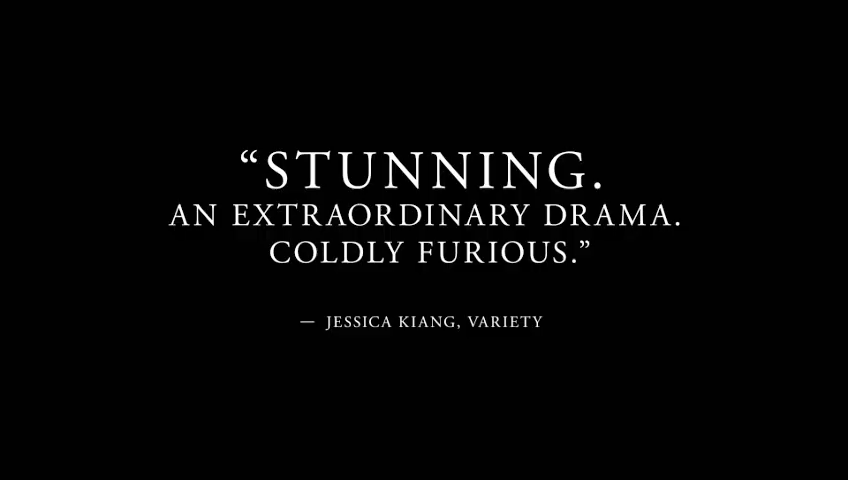 “STUNNING.
AN EXTRAORDINARY DRAMA.
COLDLY FURIOUS.”
— JESSICA KIANG, VARIETY